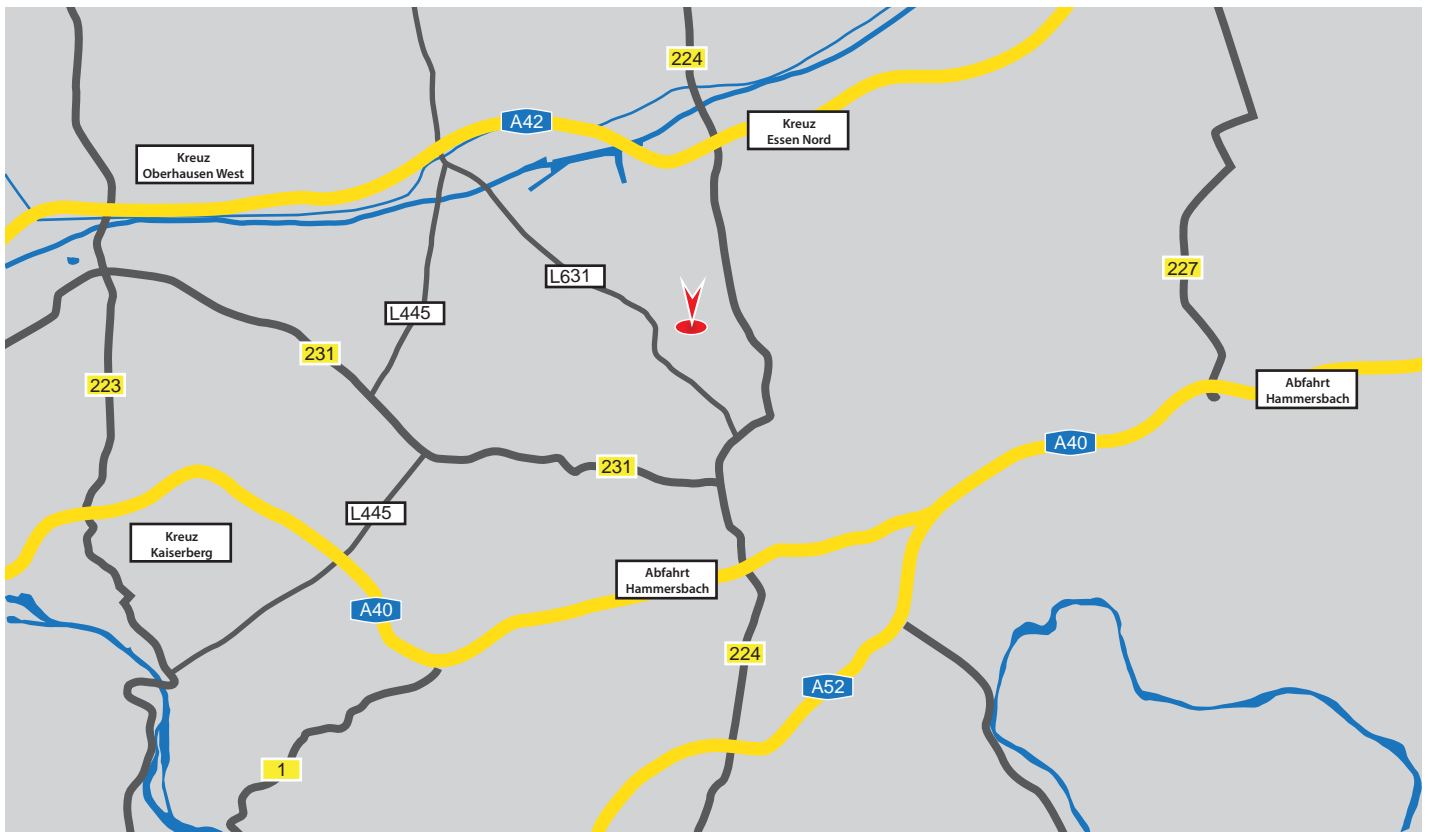 224
A42
Kreuz
Essen Nord
Kreuz
Oberhausen West
227
L631
L445
231
223
Abfahrt
Hammersbach
A40
231
L445
Kreuz
Kaiserberg
Abfahrt
Hammersbach
A40
224
A52
1